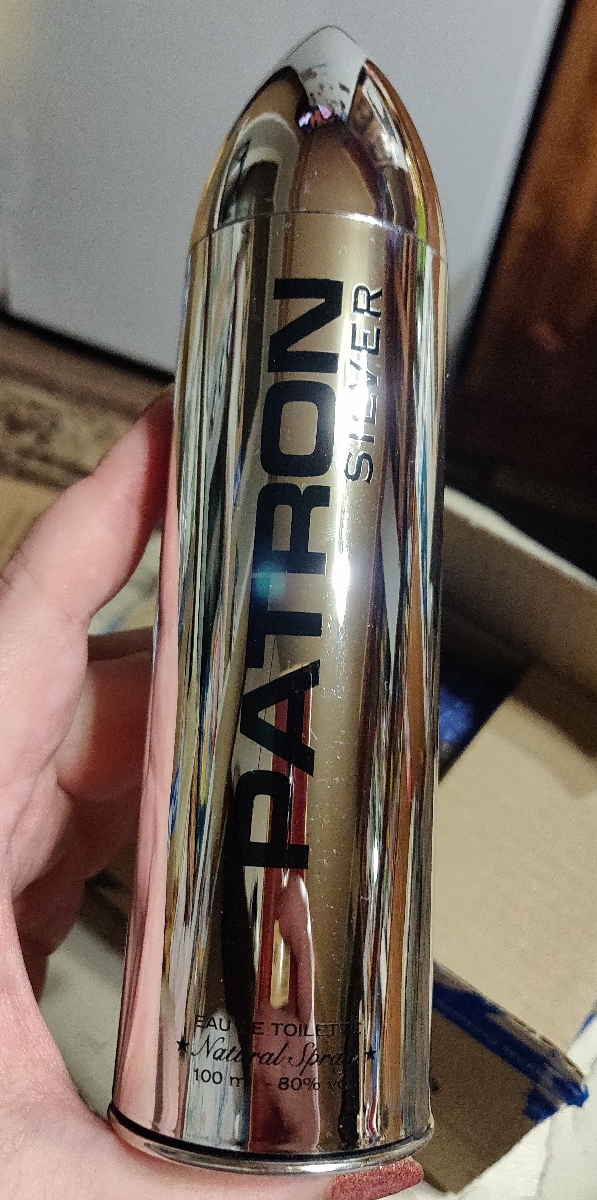 PATRON
SILVER
EAU DE TOILETTE
★ Natural Spray ★
100 ml - 80% vol